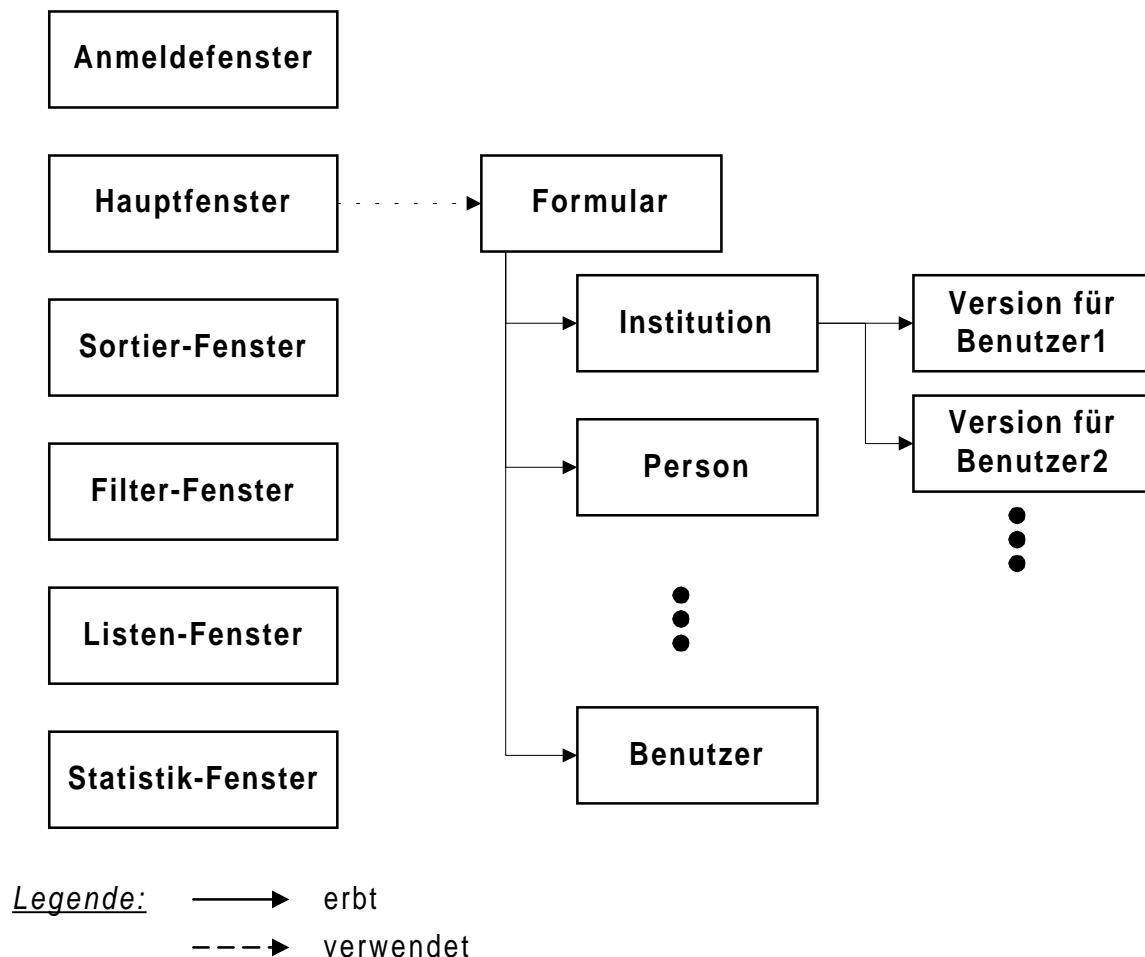 Anmeldefenster
Hauptfenster
Formular
Institution
Version für
Benutzer1
Sortier-Fenster
Version für
Benutzer2
Person
Filter-Fenster
Listen-Fenster
Benutzer
Statistik-Fenster
Legende:
erbt
verwendet